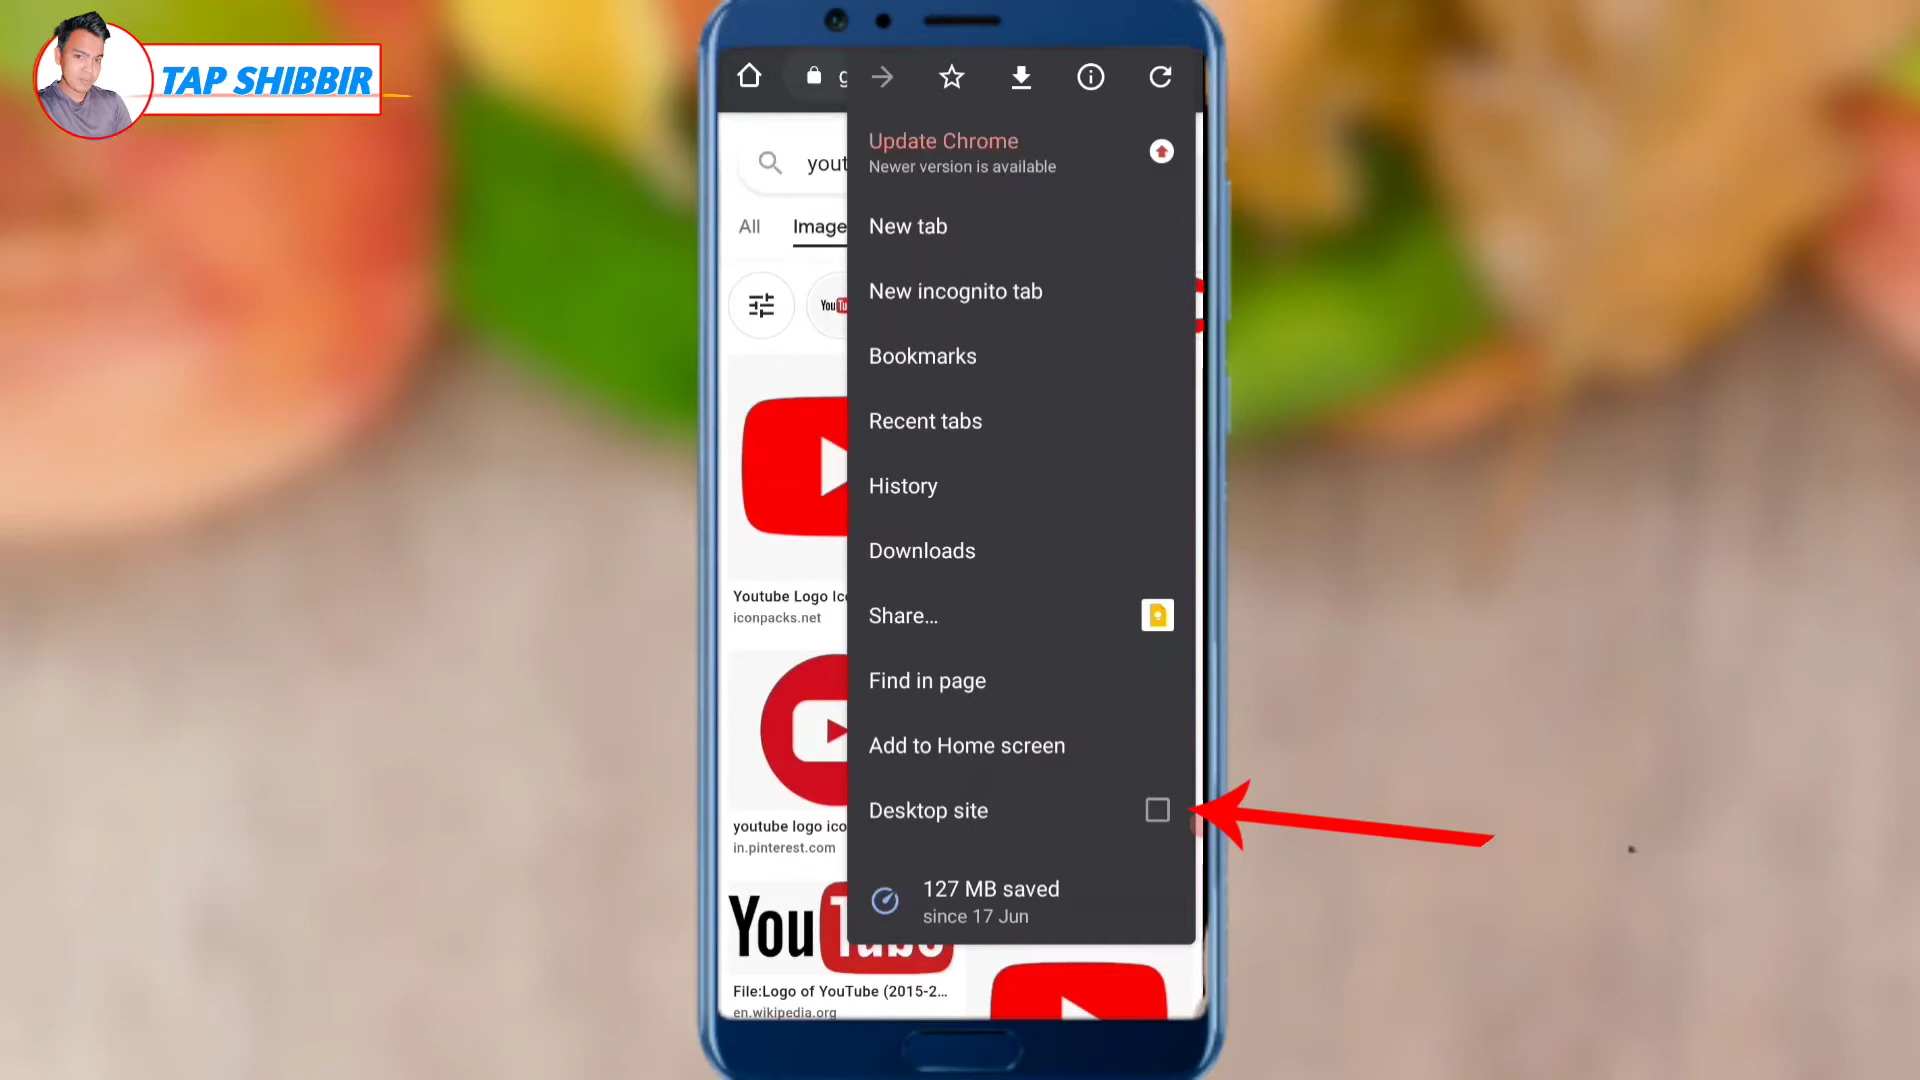 TAP SHIBBIR
g
Update Chrome
Newer version is available
yout
New tab
All
Image
New incognito tab
You
Bookmarks
Recent tabs
History
Downloads
Youtube Logo Ic
iconpacks.net
Share...
Find in page
Add to Home screen
Desktop site
youtube logo ico
in.pinterest.com
127 MB saved
since 17 Jun
YouTube
File:Logo of YouTube (2015-2...
en.wikipedia.org